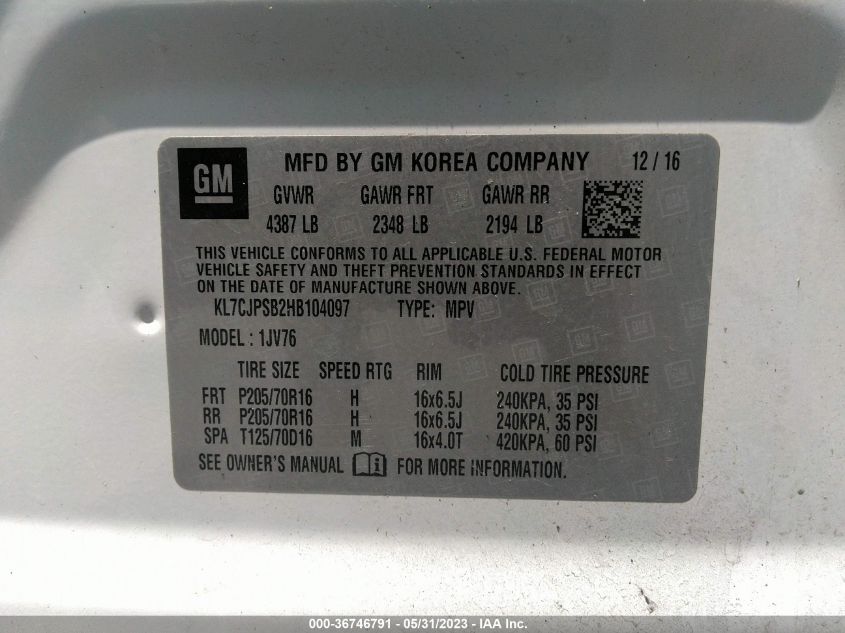 GM MFD BY GM KOREA COMPANY 12 / 16
GVWR GAWR FRT GAWR RR
4387 LB 2348 LB 2194 LB
THIS VEHICLE CONFORMS TO ALL APPLICABLE U.S. FEDERAL MOTOR
VEHICLE SAFETY AND THEFT PREVENTION STANDARDS IN EFFECT
ON THE DATE OF MANUFACTURE SHOWN ABOVE.
KL7CJPSB2HB104097 TYPE: MPV
MODEL : 1JV76
TIRE SIZE SPEED RTG RIM COLD TIRE PRESSURE
FRT P205/70R16 H 16x6.5J 240KPA, 35 PSI
RR P205/70R16 H 16x6.5J 240KPA, 35 PSI
SPA T125/70D16 M 16x4.0T 420KPA, 60 PSI
SEE OWNER'S MANUAL i FOR MORE INFORMATION.
000-36746791 - 05/31/2023 - IAA Inc.